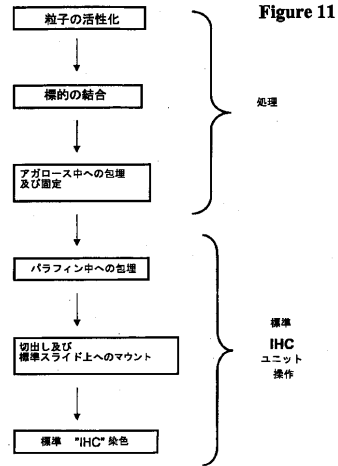 Figure 11
粒子の活性化
標的の結合
処理
アガロース中への包埋
及び固定
パラフィン中への包埋
切出し及び
標準スライド上へのマウント
標準
IHC
ユニット
操作
標準 "IHC" 染色